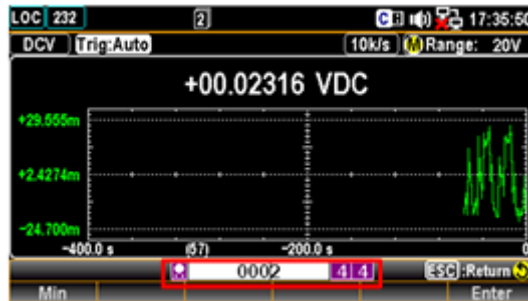 LOC 232 2 C 17:35:50
DCV Trig:Auto 10k/s M Range: 20V
+00.02316 VDC
+29.555m
+2.4274m
-24.700m
-400.0 s (57) -200.0 s 0
0002 4 4 ESC :Return
Min Enter